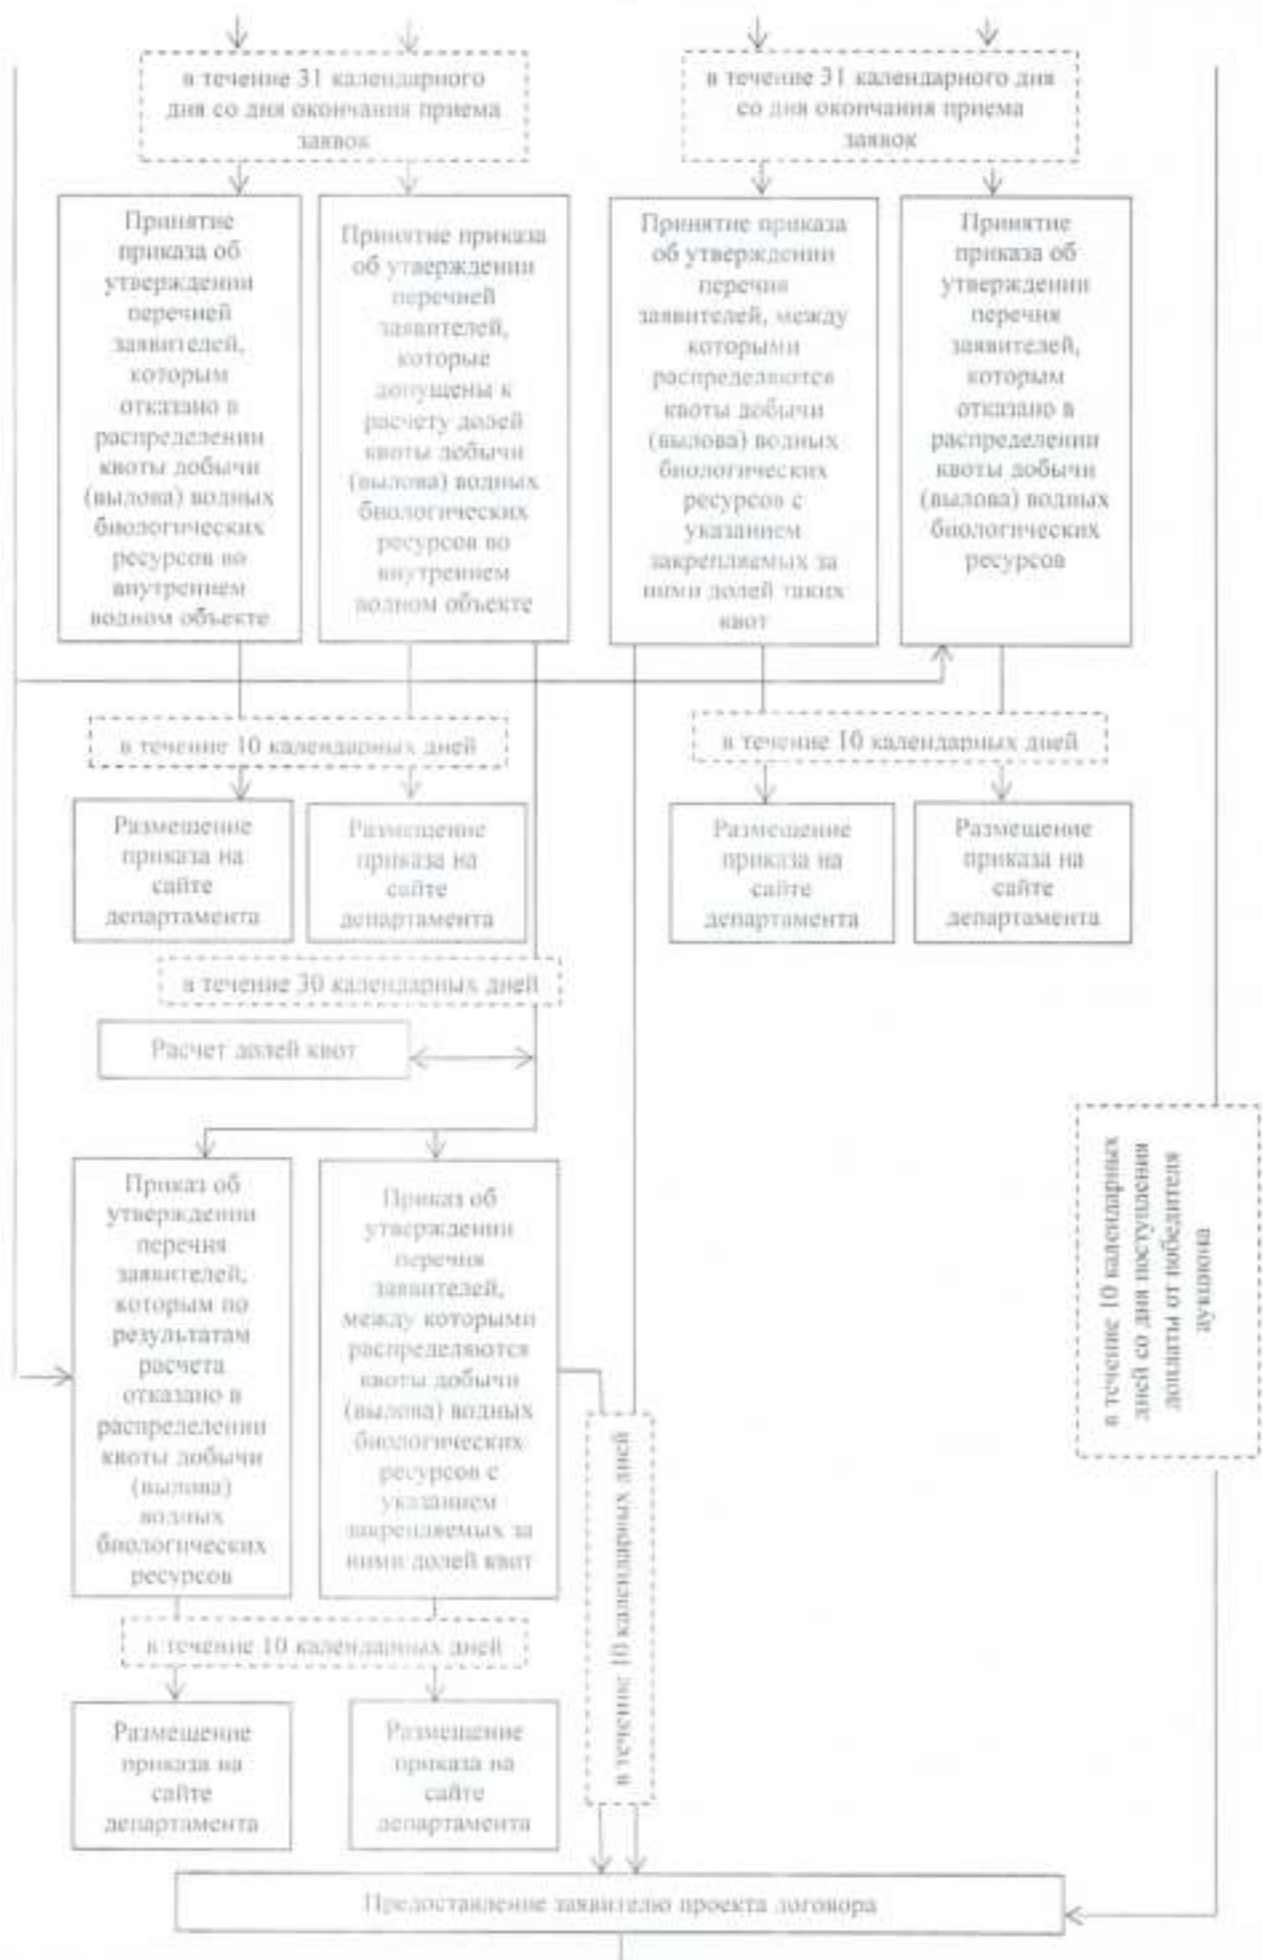 в течение 31 календарного
дня со дня окончания приема
заявок
в течение 31 календарного дня
со дня окончания приема
заявок
Принятие
приказа об
утверждении
перечней
заявителей,
которым
отказано в
распределении
квоты добычи
(вылова) водных
биологических
ресурсов во
внутреннем
водном объекте
Принятие приказа
об утверждении
перечней
заявителей,
которые
допущены к
расчету долей
квоты добычи
(вылова) водных
биологических
ресурсов во
внутреннем
водном объекте
Принятие приказа
об утверждении
перечня
заявителей, между
которыми
распределяются
квоты добычи
(вылова) водных
биологических
ресурсов с
указанием
закрепляемых за
ними долей таких
квот
Принятие
приказа об
утверждении
перечня
заявителей,
которым
отказано в
распределении
квоты добычи
(вылова) водных
биологических
ресурсов
в течение 10 календарных дней
в течение 10 календарных дней
Размещение
приказа на
сайте
департамента
Размещение
приказа на
сайте
департамента
Размещение
приказа на
сайте
департамента
Размещение
приказа на
сайте
департамента
в течение 30 календарных дней
Расчет долей квот
Приказ об
утверждении
перечня
заявителей,
которым по
результатам
расчета
отказано в
распределении
квоты добычи
(вылова)
водных
биологических
ресурсов
Приказ об
утверждении
перечня
заявителей,
между которыми
распределяются
квоты добычи
(вылова) водных
биологических
ресурсов с
указанием
закрепляемых за
ними долей квот
в течение 10 календарных дней
в течение 10 календарных
дней со дня поступления
доплаты от победителя
аукциона
в течение 10 календарных дней
Размещение
приказа на
сайте
департамента
Размещение
приказа на
сайте
департамента
Предоставление заявителю проекта договора